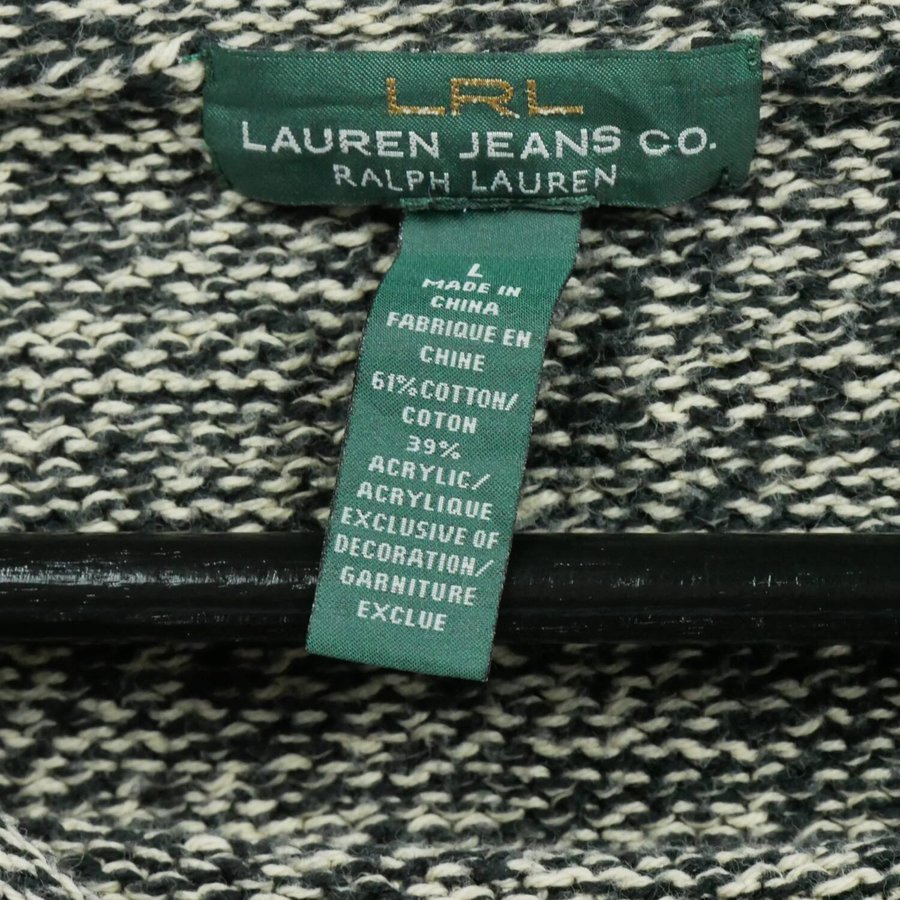 LRL
LAUREN JEANS CO.
RALPH LAUREN
L
MADE IN
CHINA
FABRIQUE EN
CHINE
61% COTTON/
COTON
39%
ACRYLIC/
ACRYLIQUE
EXCLUSIVE OF
DECORATION/
GARNITURE
EXCLUE